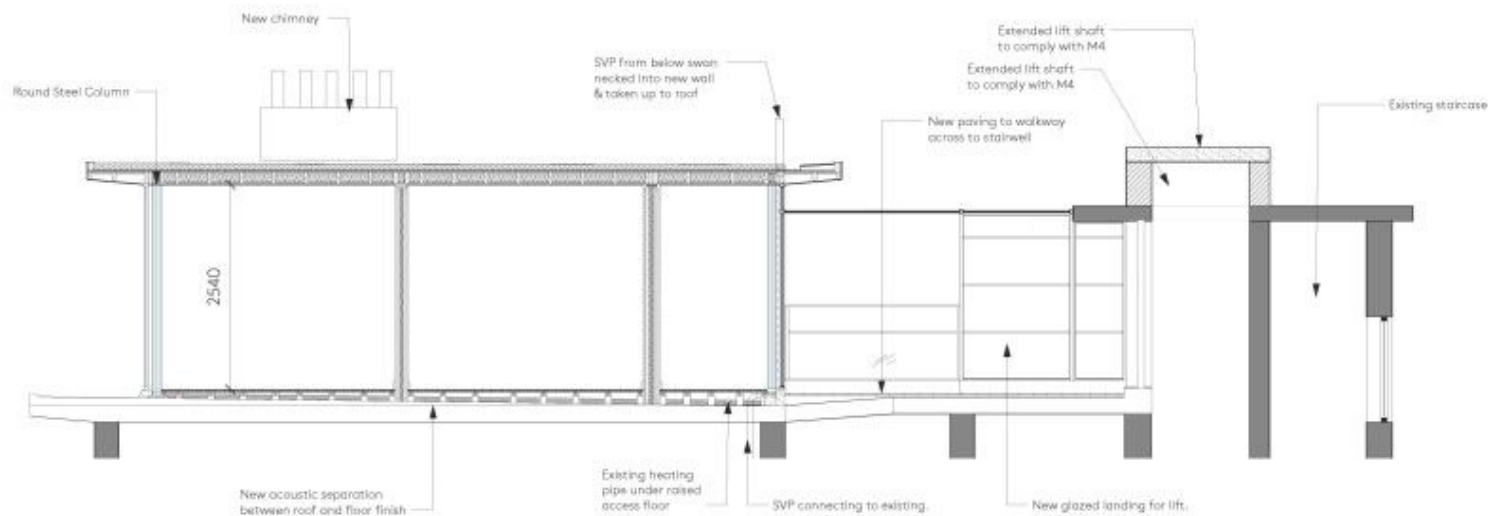 New chimney
Round Steel Column
SVP from below swan
necked into new wall
& taken up to roof
New paving to walkway
across to stairwell
Extended lift shaft
to comply with M4
Extended lift shaft
to comply with M4
Existing staircase
2540
New acoustic separation
between roof and floor finish
Existing heating
pipe under raised
access floor
SVP connecting to existing.
New glazed landing for lift.